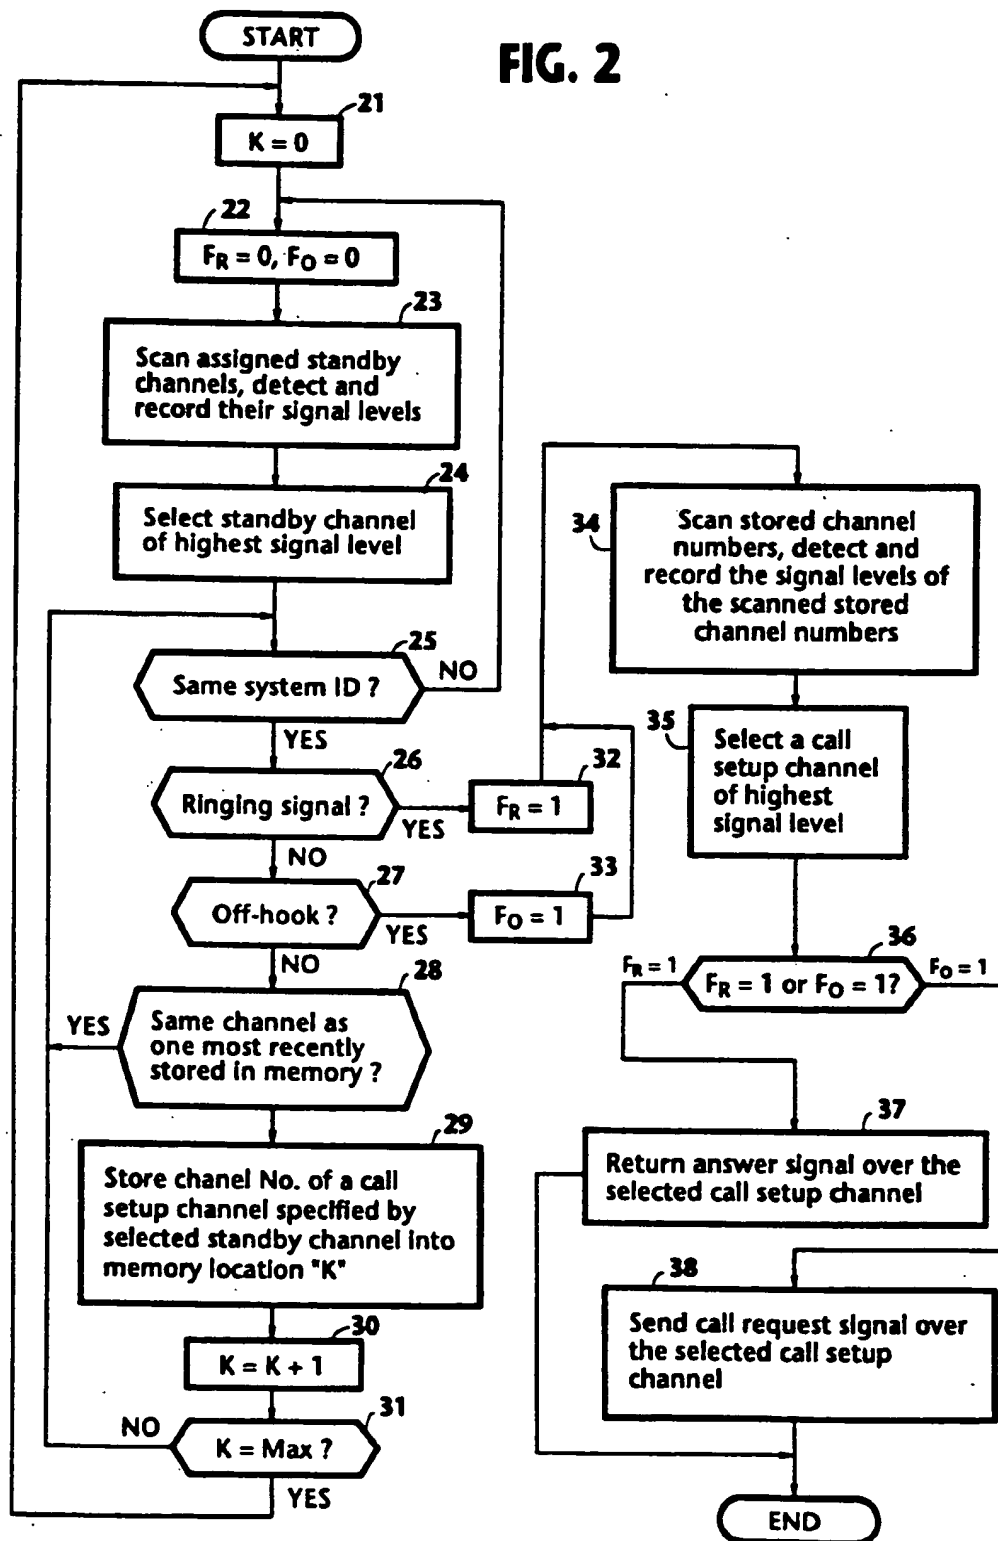 START
FIG. 2
21
K = 0
22
FR = 0, FO = 0
23
Scan assigned standby
channels, detect and
record their signal levels
24
Select standby channel
of highest signal level
25
Same system ID ?
NO
YES
26
Ringing signal ?
YES
NO
32
FR = 1
27
Off-hook ?
YES
NO
33
FO = 1
28
Same channel as
one most recently
stored in memory ?
YES
29
Store chanel No. of a call
setup channel specified by
selected standby channel into
memory location "K"
30
K = K + 1
31
K = Max ?
NO
YES
34
Scan stored channel
numbers, detect and
record the signal levels of
the scanned stored
channel numbers
35
Select a call
setup channel
of highest
signal level
36
FR = 1
FR = 1 or FO = 1?
FO = 1
37
Return answer signal over the
selected call setup channel
38
Send call request signal over
the selected call setup
channel
END